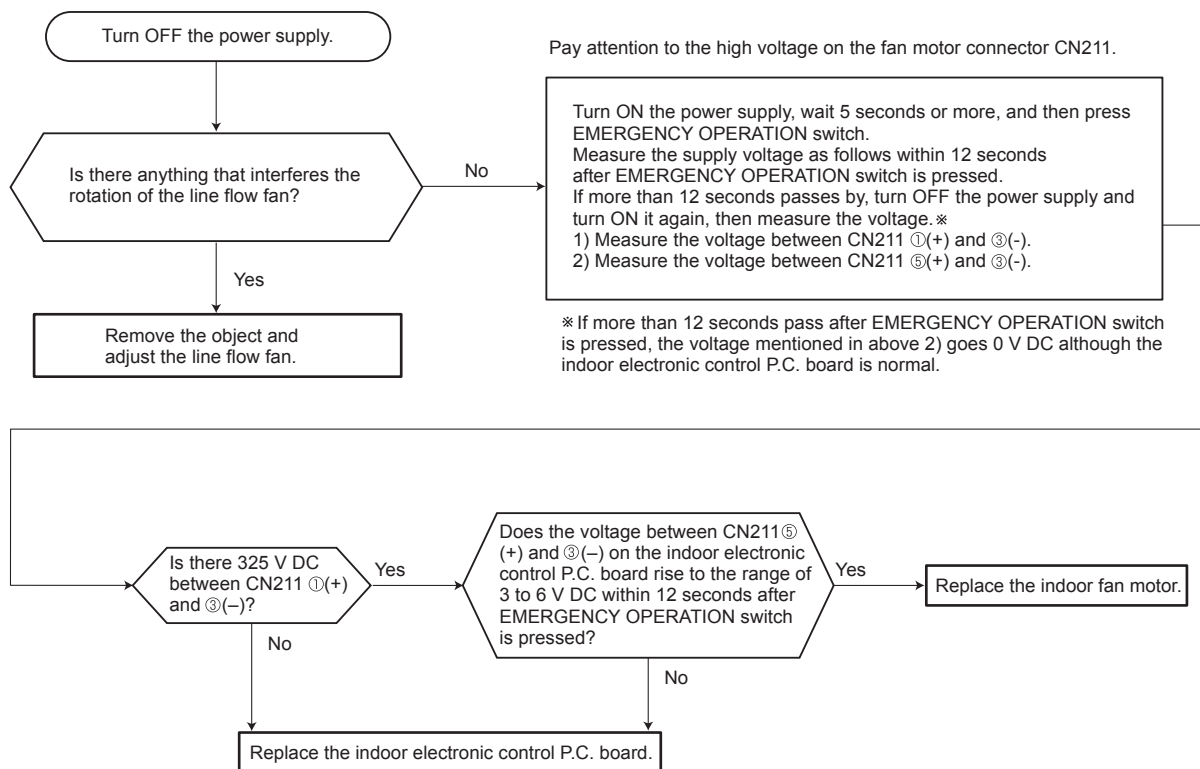 Turn OFF the power supply.
Is there anything that interferes the
rotation of the line flow fan?
No
Yes
Remove the object and
adjust the line flow fan.
Pay attention to the high voltage on the fan motor connector CN211.
Turn ON the power supply, wait 5 seconds or more, and then press
EMERGENCY OPERATION switch.
Measure the supply voltage as follows within 12 seconds
after EMERGENCY OPERATION switch is pressed.
If more than 12 seconds passes by, turn OFF the power supply and
turn ON it again, then measure the voltage.※
1) Measure the voltage between CN211 ①(+) and ③(-).
2) Measure the voltage between CN211 ⑤(+) and ③(-).
※ If more than 12 seconds pass after EMERGENCY OPERATION switch
is pressed, the voltage mentioned in above 2) goes 0 V DC although the
indoor electronic control P.C. board is normal.
Is there 325 V DC
between CN211 ①(+)
and ③(–)?
Yes
No
Does the voltage between CN211⑤
(+) and ③(–) on the indoor electronic
control P.C. board rise to the range of
3 to 6 V DC within 12 seconds after
EMERGENCY OPERATION switch
is pressed?
Yes
No
Replace the indoor fan motor.
Replace the indoor electronic control P.C. board.